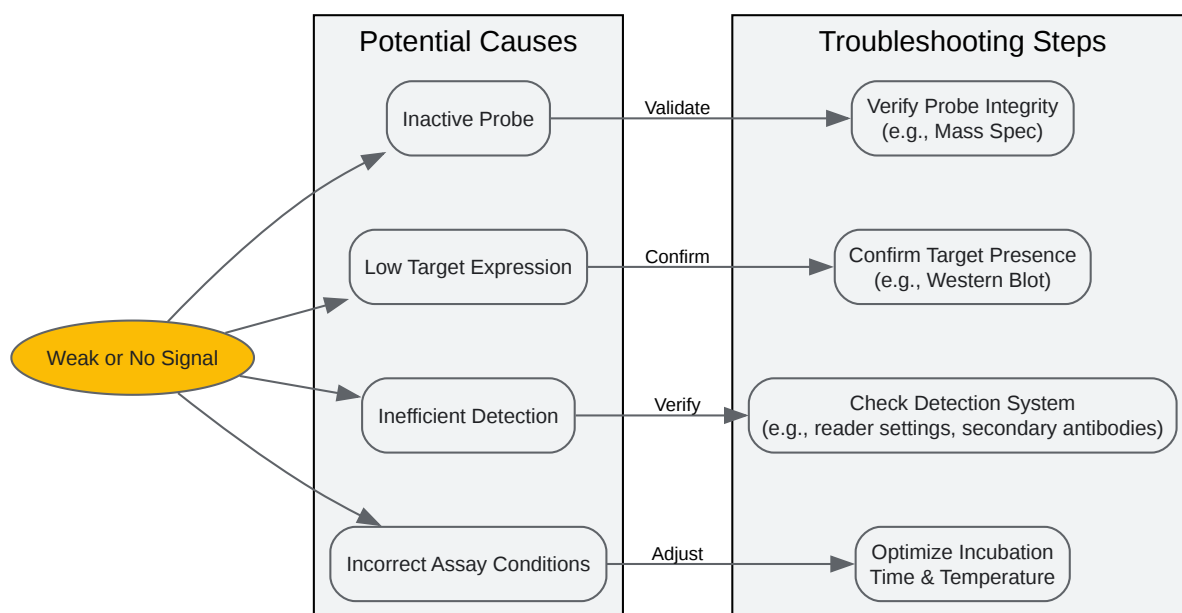 Potential Causes
Troubleshooting Steps
Inactive Probe
Validate
Verify Probe Integrity
(e.g., Mass Spec)
Low Target Expression
Confirm
Confirm Target Presence
(e.g., Western Blot)
Weak or No Signal
Inefficient Detection
Verify
Check Detection System
(e.g., reader settings, secondary antibodies)
Incorrect Assay Conditions
Adjust
Optimize Incubation
Time & Temperature